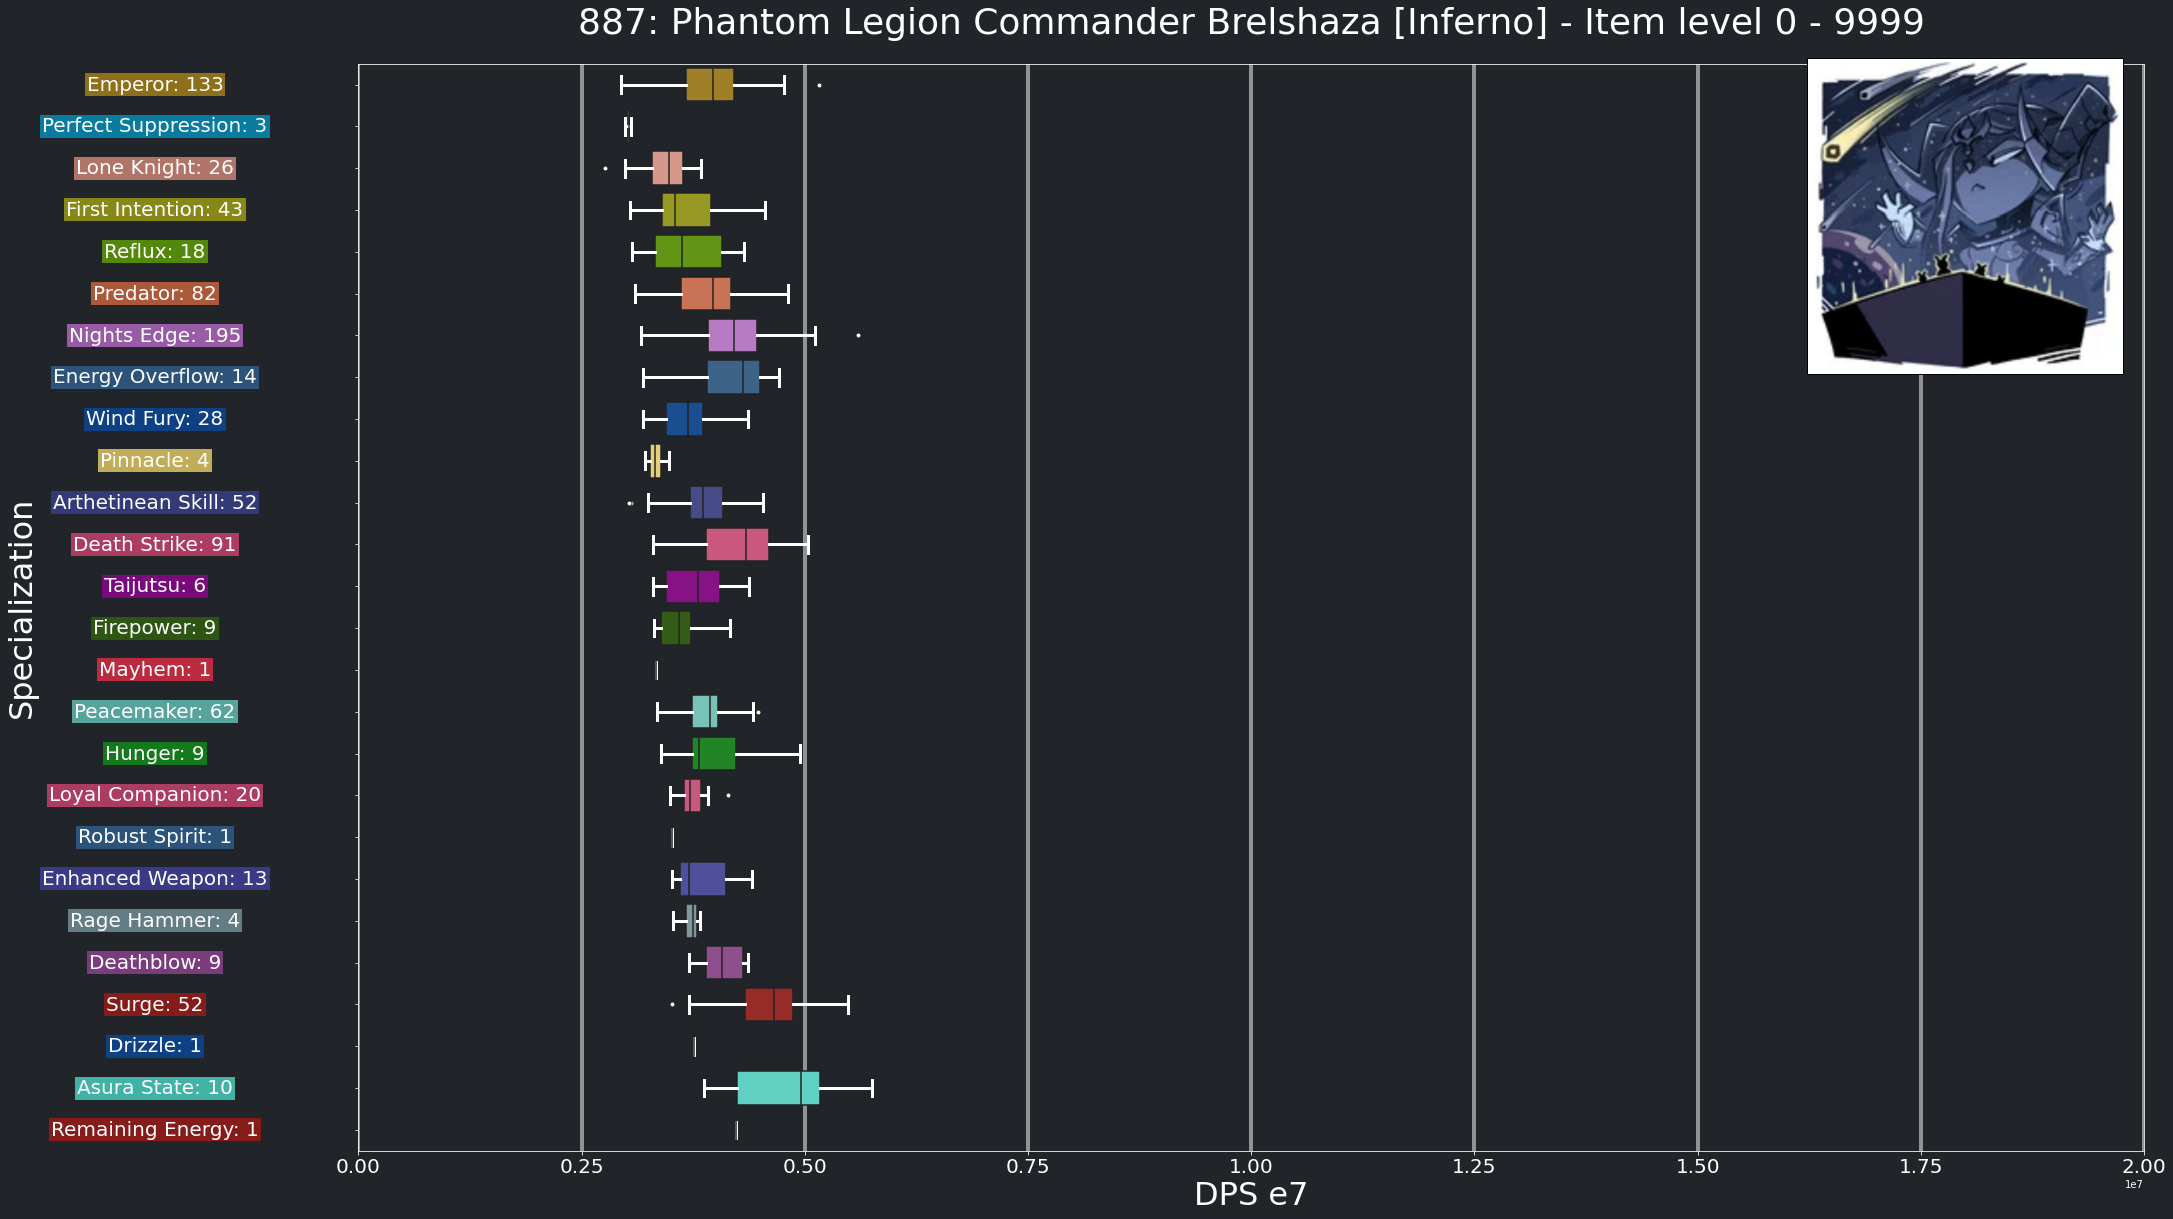 887: Phantom Legion Commander Brelshaza [Inferno] - Item level 0 - 9999
Specialization
Emperor: 133
Perfect Suppression: 3
Lone Knight: 26
First Intention: 43
Reflux: 18
Predator: 82
Nights Edge: 195
Energy Overflow: 14
Wind Fury: 28
Pinnacle: 4
Arthetinean Skill: 52
Death Strike: 91
Taijutsu: 6
Firepower: 9
Mayhem: 1
Peacemaker: 62
Hunger: 9
Loyal Companion: 20
Robust Spirit: 1
Enhanced Weapon: 13
Rage Hammer: 4
Deathblow: 9
Surge: 52
Drizzle: 1
Asura State: 10
Remaining Energy: 1
0.00 0.25 0.50 0.75 1.00 1.25 1.50 1.75 2.00
1e7
DPS e7